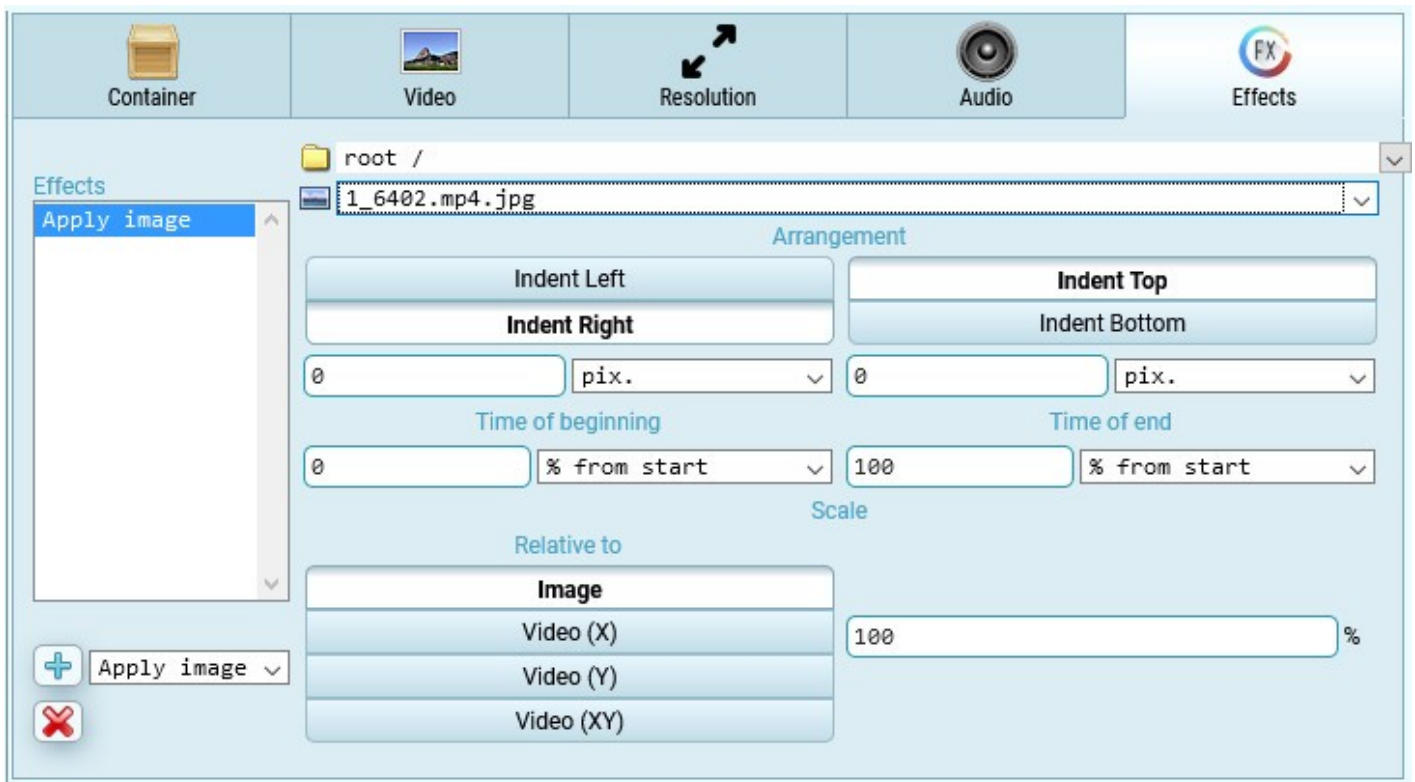 Container Video Resolution Audio FX Effects
root /
Effects
1_6402.mp4.jpg
Apply image
Arrangement
Indent Left Indent Top
Indent Right Indent Bottom
0 pix. 0 pix.
Time of beginning Time of end
0 % from start 100 % from start
Scale
Relative to
Image
Video (X)
100 %
Apply image
Video (Y)
Video (XY)